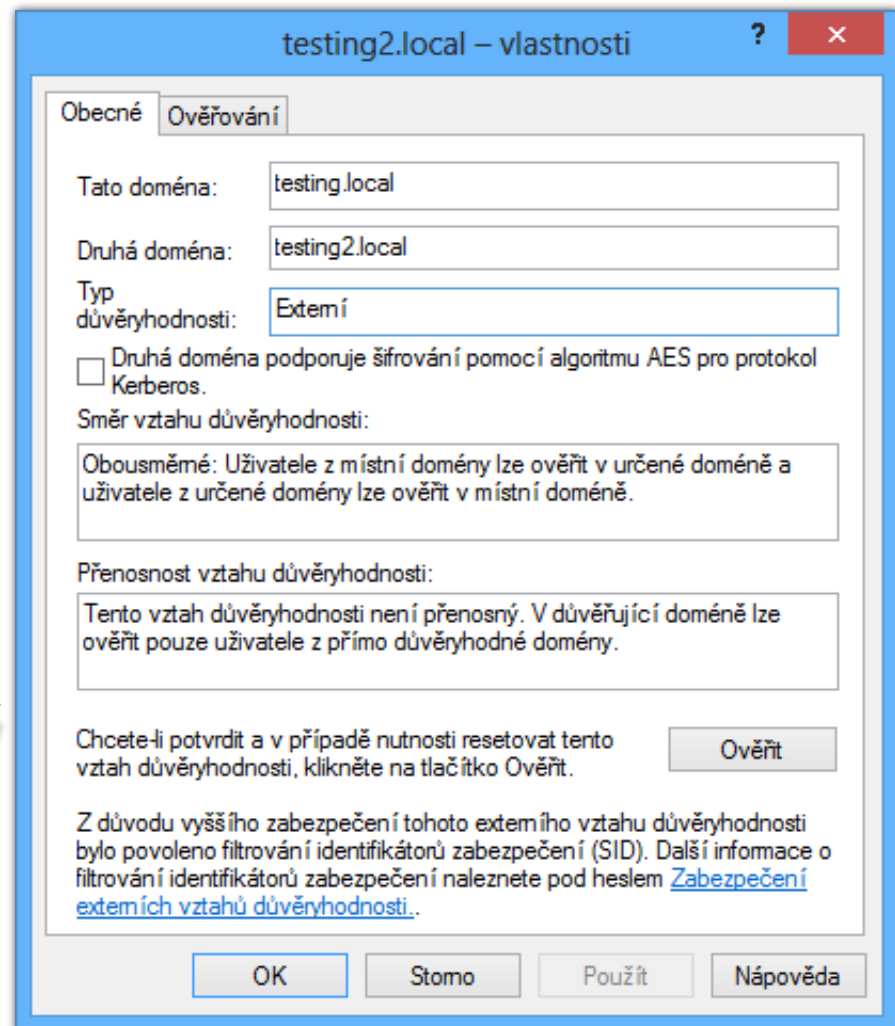 testing2.local – vlastnosti
?
Obecné
Ověřování
Tato doména:
testing.local
Druhá doména:
testing2.local
Typ
důvěryhodnosti:
Externí
Druhá doména podporuje šifrování pomocí algoritmu AES pro protokol
Kerberos.
Směr vztahu důvěryhodnosti:
Obousměrné: Uživatele z místní domény lze ověřit v určené doméně a
uživatele z určené domény lze ověřit v místní doméně.
Přenosnost vztahu důvěryhodnosti:
Tento vztah důvěryhodnosti není přenosný. V důvěřující doméně lze
ověřit pouze uživatele z přímo důvěryhodné domény.
Chcete-li potvrdit a v případě nutnosti resetovat tento
vztah důvěryhodnosti, klikněte na tlačítko Ověřit.
Ověřit
Z důvodu vyššího zabezpečení tohoto externího vztahu důvěryhodnosti
bylo povoleno filtrování identifikátorů zabezpečení (SID). Další informace o
filtrování identifikátorů zabezpečení naleznete pod heslem Zabezpečení
externích vztahů důvěryhodnosti..
OK
Storno
Použít
Nápověda